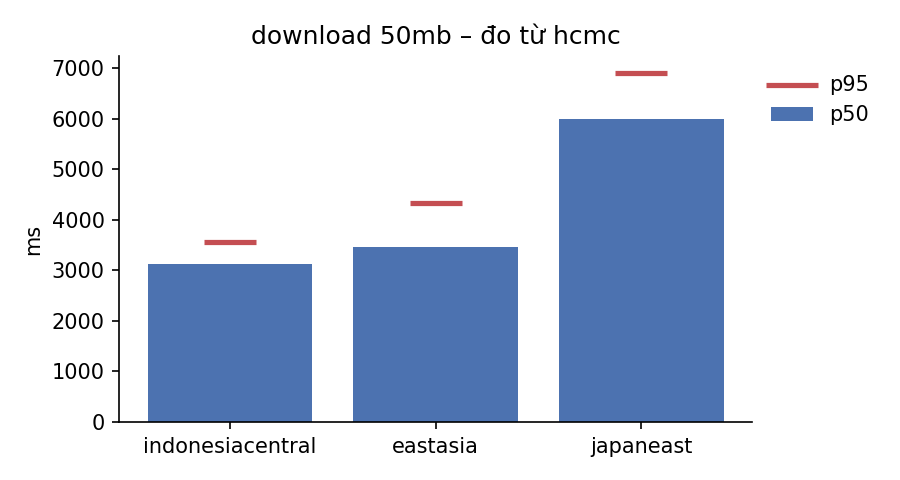 download 50mb – đo từ hcmc
7000
6000
5000
4000
3000
2000
1000
0
ms
indonesiacentral
eastasia
japaneast
p95
p50